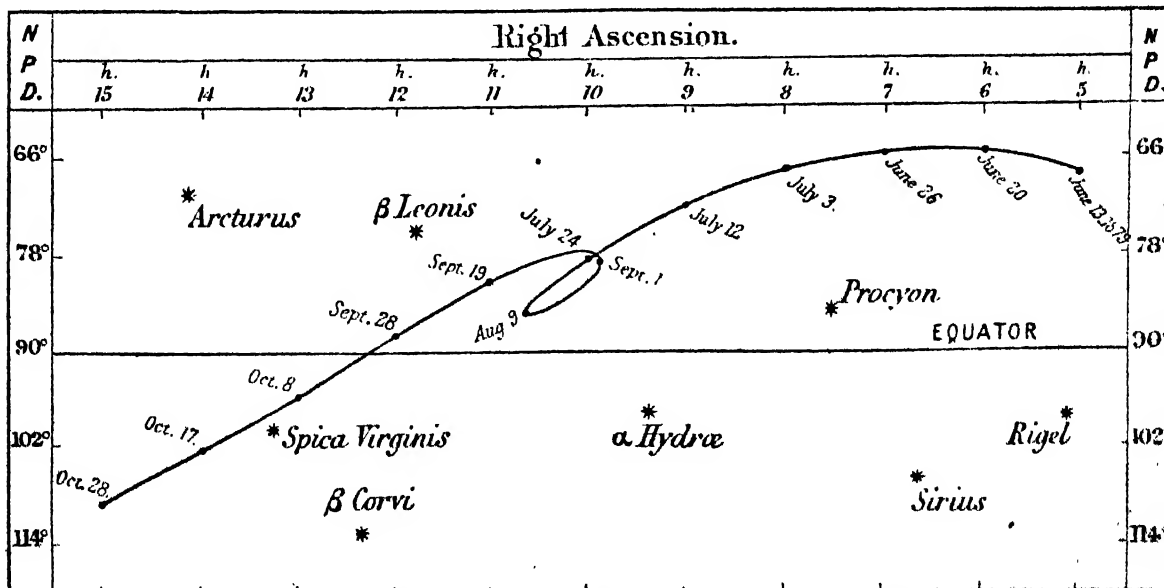 N P D.
Right Ascension.
N P D.
h. h h. h. h. h. h. h. h. h. h.
15 14 13 12 11 10 9 8 7 6 5
66° 66°
Arcturus
β Leonis
July 24
July 12
July 3.
June 26
June 20
June 13. 1879
78° 78°
Sept. 19
Sept. 1
Sept. 28
Aug 9
Procyon
EQUATOR
90° 90°
Oct. 8
Oct. 17.
Spica Virginis
α Hydræ
Rigel
102° 102°
Oct. 28.
β Corvi
Sirius
114° 114°